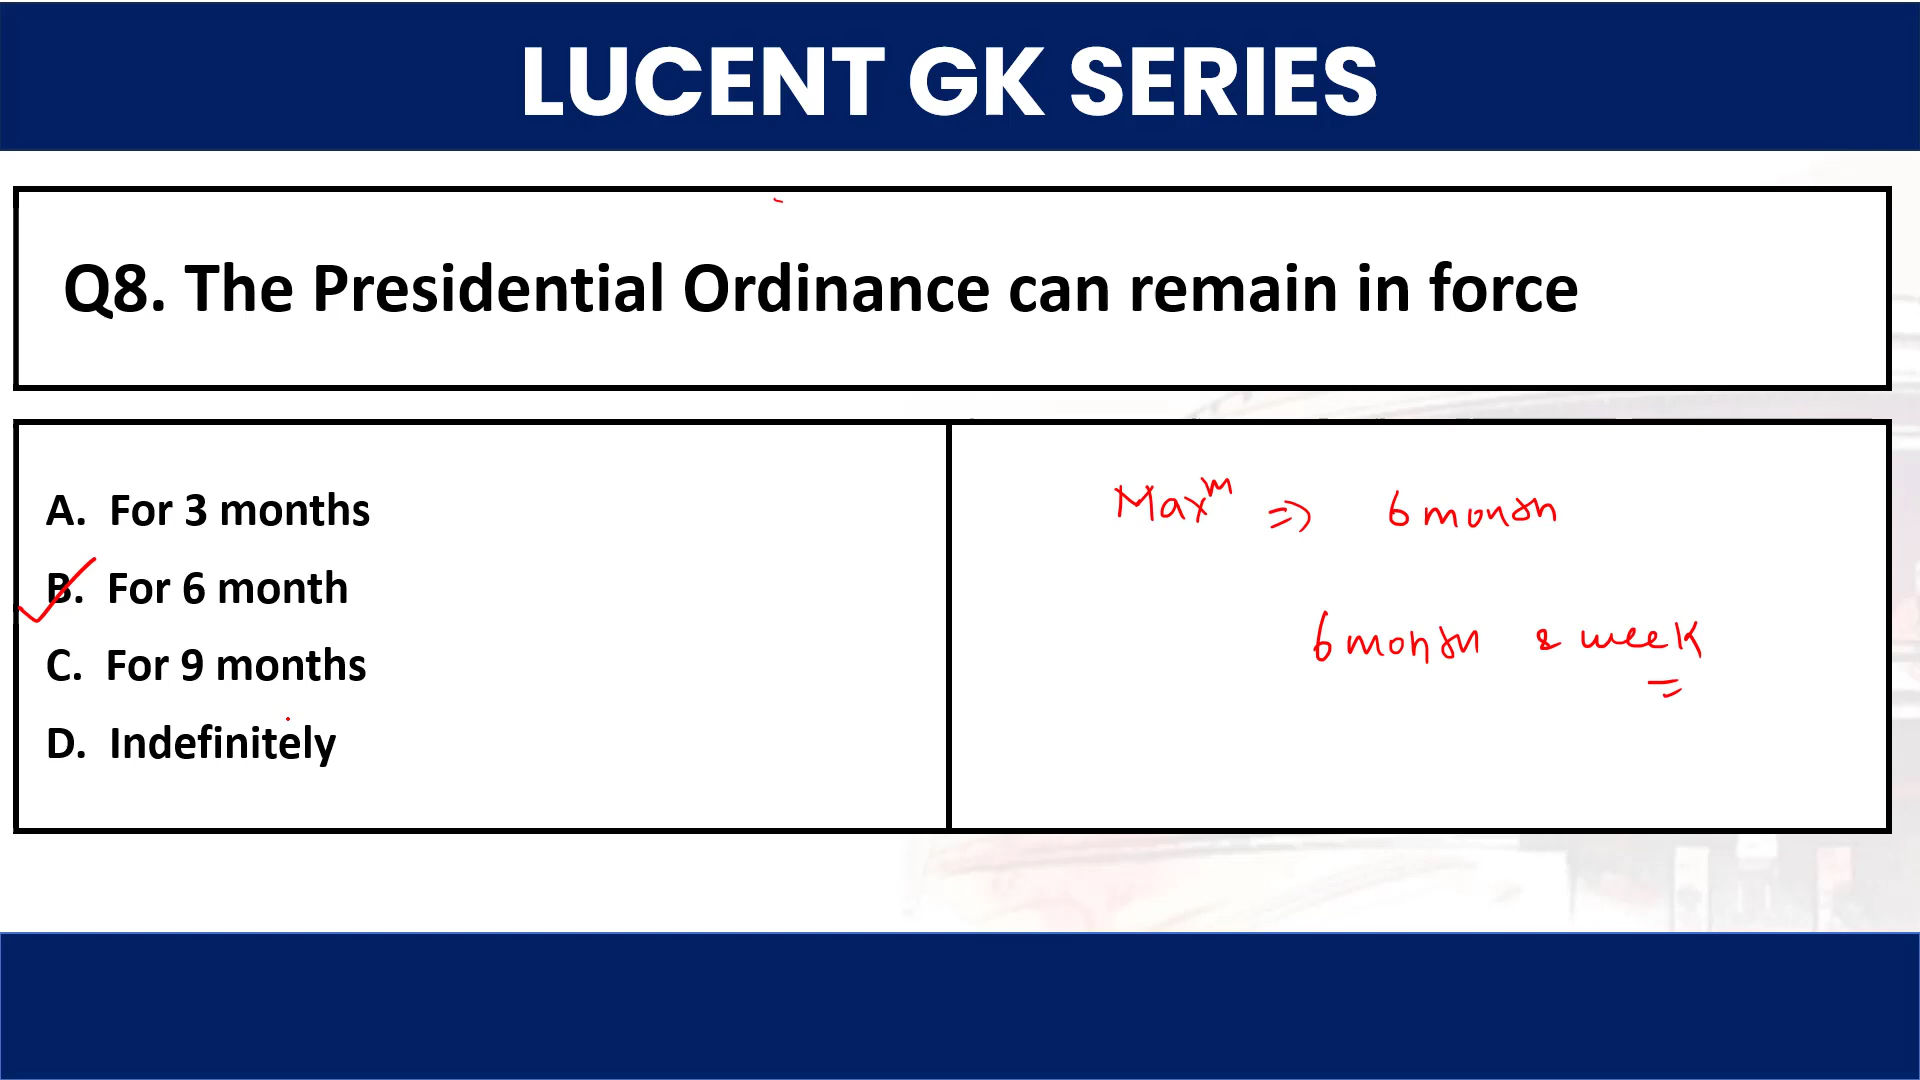 LUCENT GK SERIES
Q8. The Presidential Ordinance can remain in force
A. For 3 months
B. For 6 month
C. For 9 months
D. Indefinitely
Maxᵐ => 6 month
6 month & week